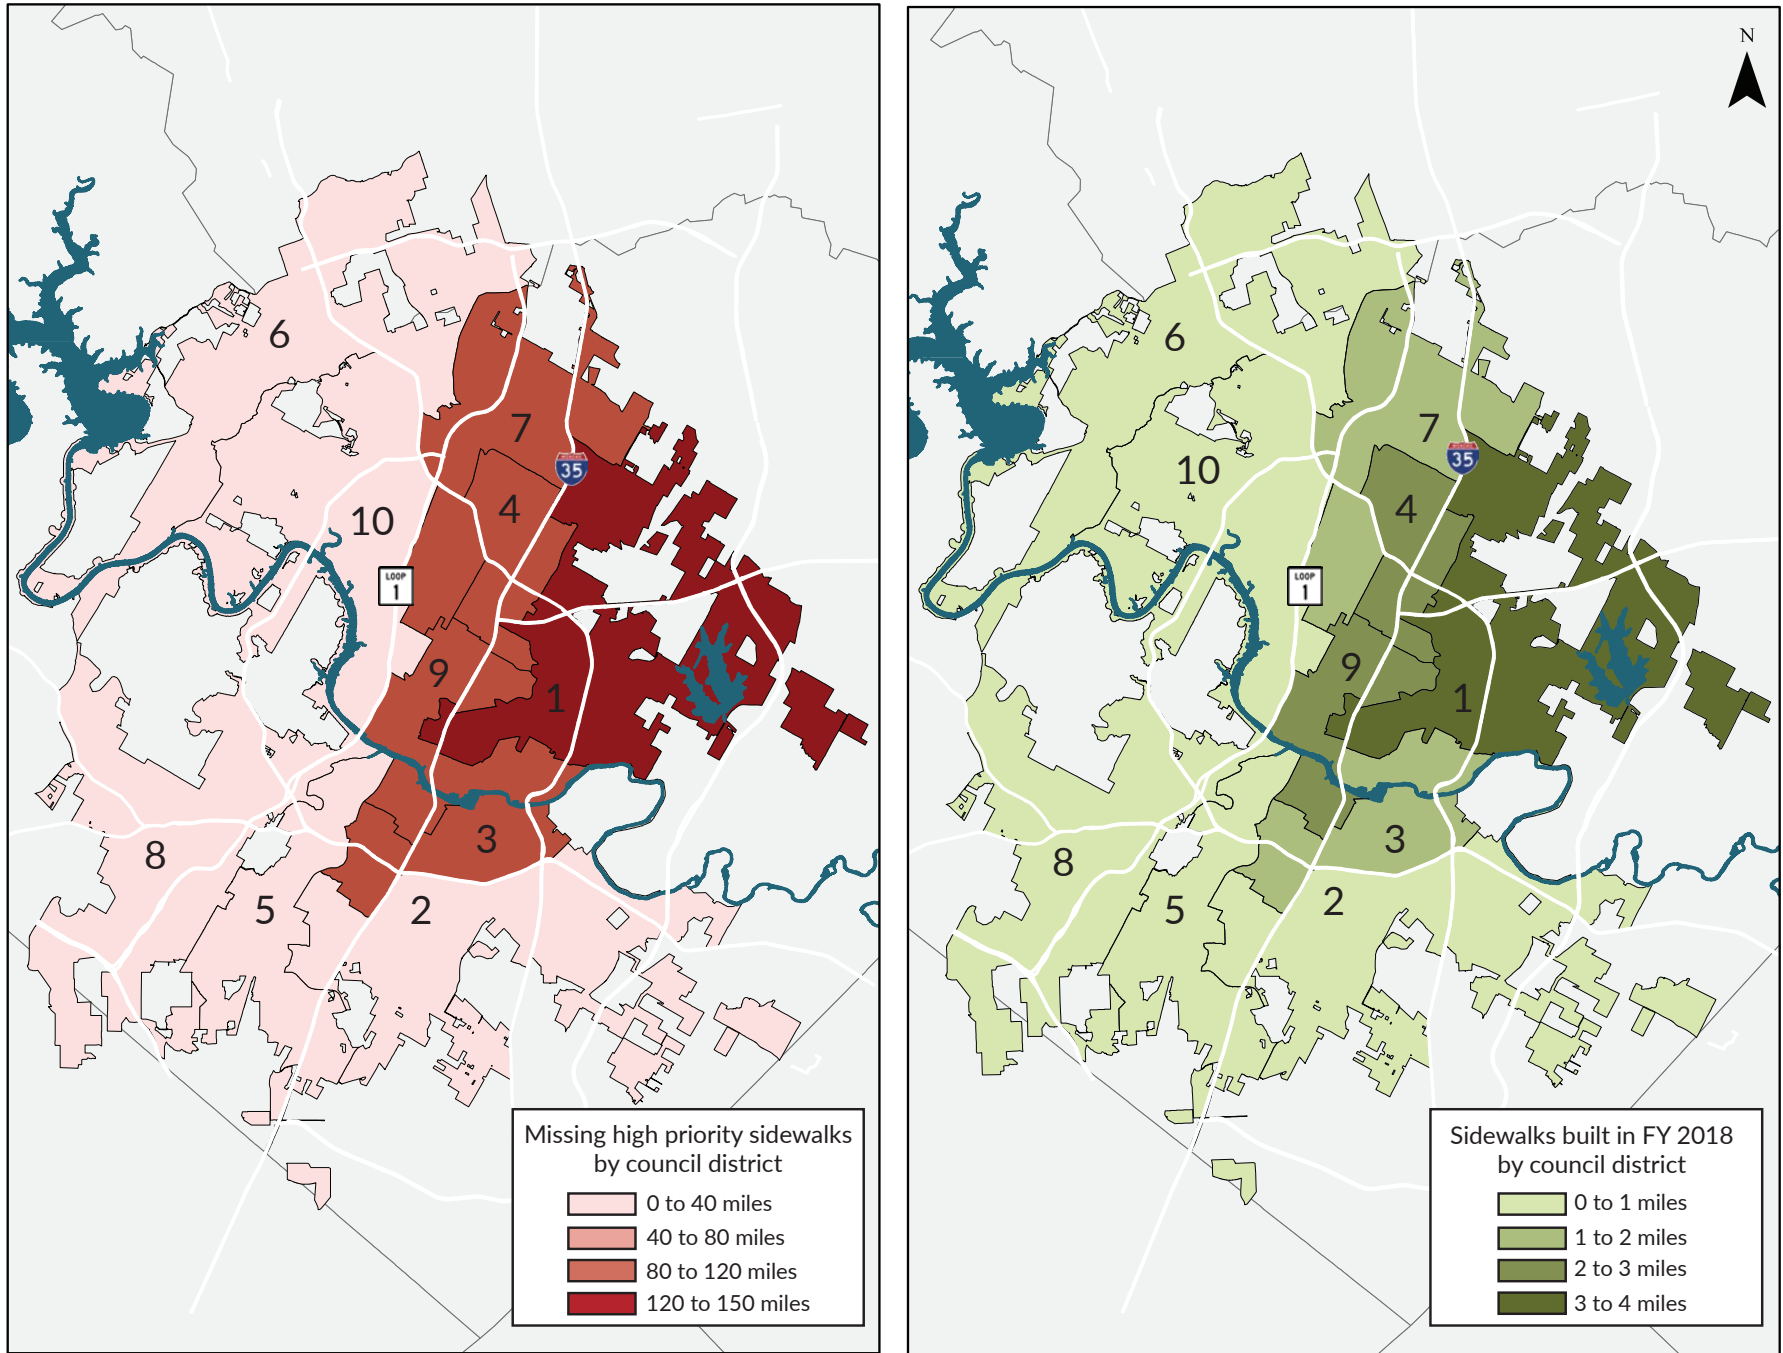 6
7
4
10
LOOP
1
35
9
1
3
8
5
2
Missing high priority sidewalks
by council district
0 to 40 miles
40 to 80 miles
80 to 120 miles
120 to 150 miles
N
6
7
10
4
35
LOOP
1
9
1
3
8
5
2
Sidewalks built in FY 2018
by council district
0 to 1 miles
1 to 2 miles
2 to 3 miles
3 to 4 miles